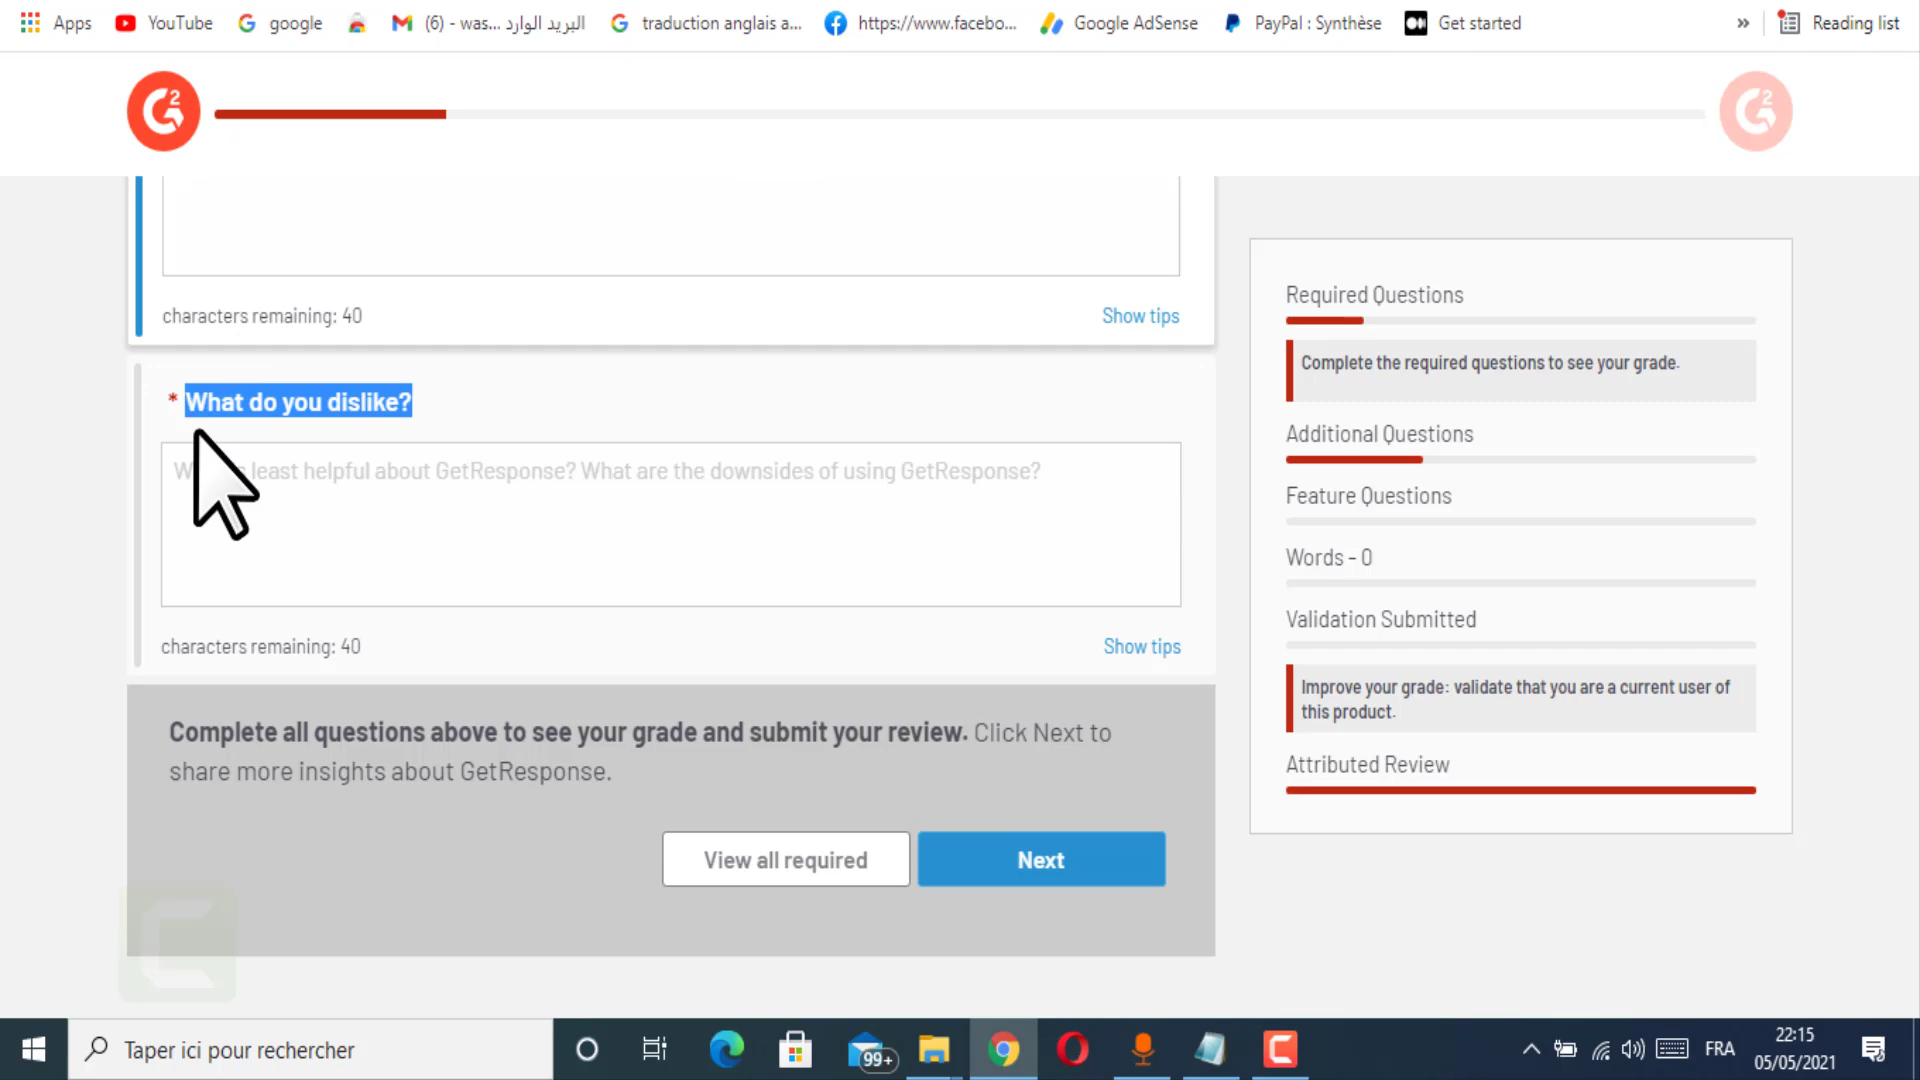 Apps YouTube google (6) - was... البريد الوارد traduction anglais a... https://www.facebo... Google AdSense PayPal : Synthèse Get started » Reading list
characters remaining: 40 Show tips
* What do you dislike?
least helpful about GetResponse? What are the downsides of using GetResponse?
characters remaining: 40 Show tips
Complete all questions above to see your grade and submit your review. Click Next to
share more insights about GetResponse.
View all required Next
Required Questions
Complete the required questions to see your grade.
Additional Questions
Feature Questions
Words - 0
Validation Submitted
Improve your grade: validate that you are a current user of
this product.
Attributed Review
Taper ici pour rechercher 99+ FRA 22:15
05/05/2021